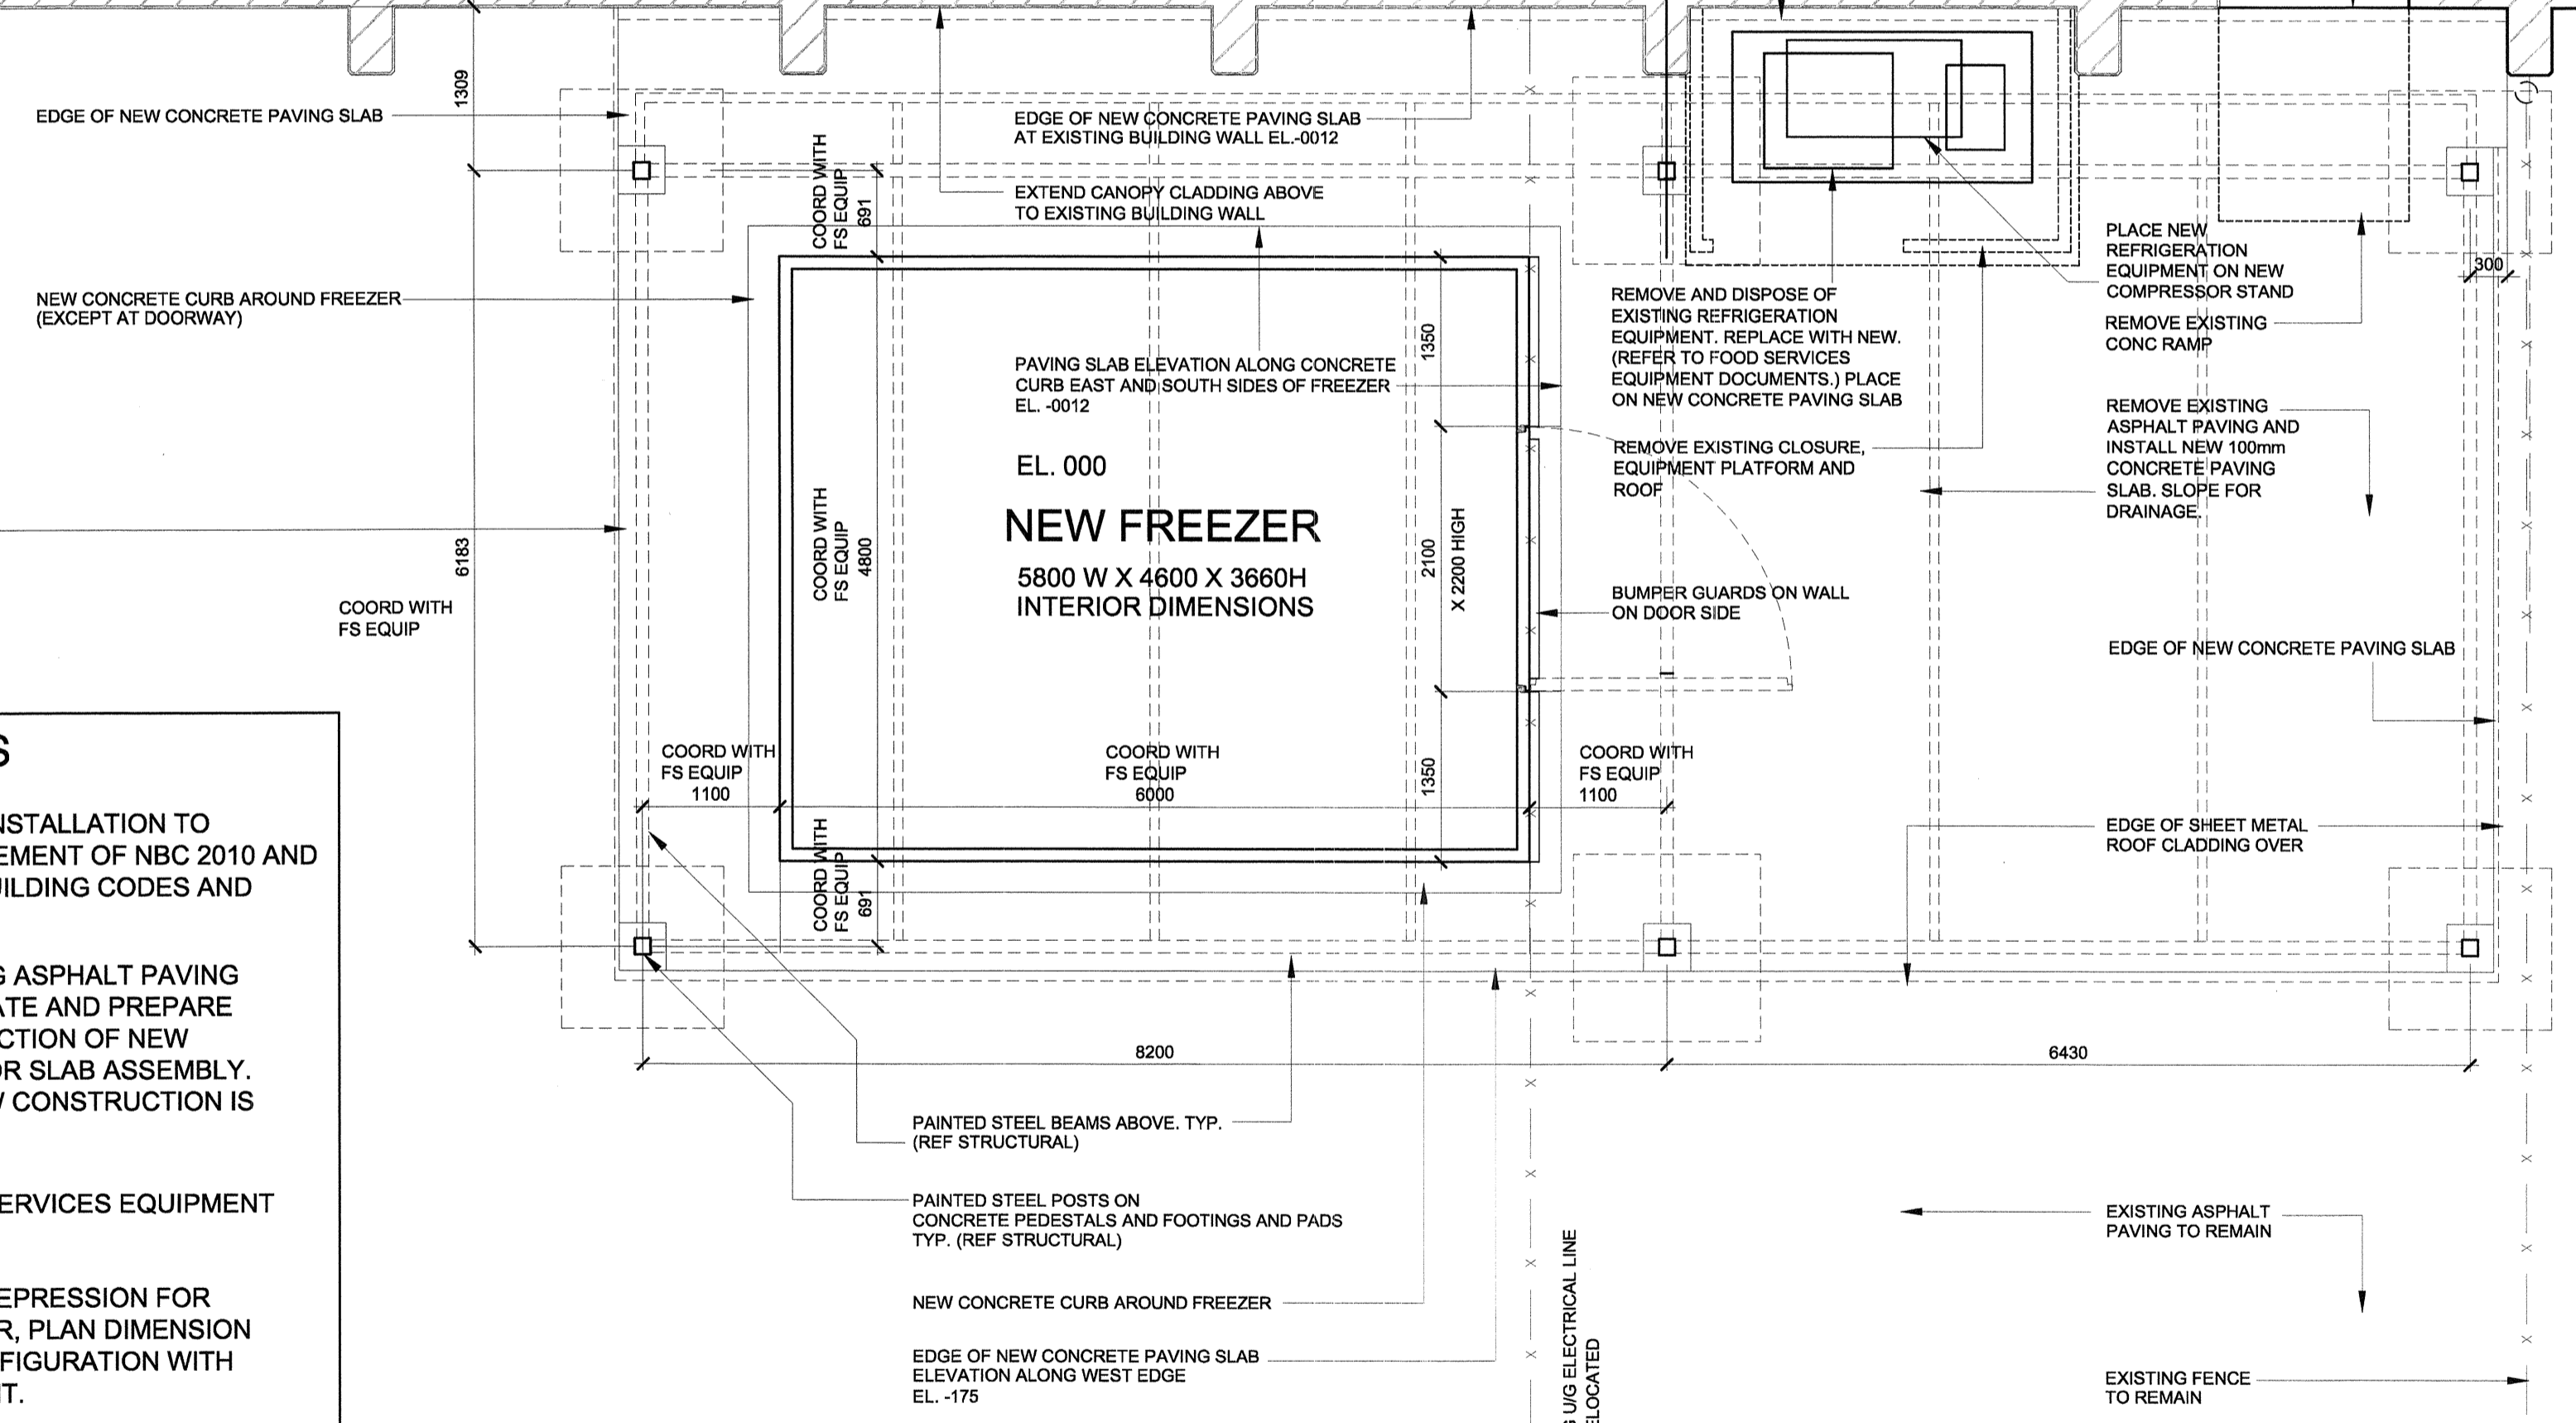 1309
EDGE OF NEW CONCRETE PAVING SLAB
EDGE OF NEW CONCRETE PAVING SLAB
AT EXISTING BUILDING WALL EL.-0012
COORD WITH
FS EQUIP
691
EXTEND CANOPY CLADDING ABOVE
TO EXISTING BUILDING WALL
NEW CONCRETE CURB AROUND FREEZER
(EXCEPT AT DOORWAY)
PLACE NEW
REFRIGERATION
EQUIPMENT ON NEW
COMPRESSOR STAND
300
REMOVE EXISTING
CONC RAMP
REMOVE AND DISPOSE OF
EXISTING REFRIGERATION
EQUIPMENT. REPLACE WITH NEW.
(REFER TO FOOD SERVICES
EQUIPMENT DOCUMENTS.) PLACE
ON NEW CONCRETE PAVING SLAB
1350
PAVING SLAB ELEVATION ALONG CONCRETE
CURB EAST AND SOUTH SIDES OF FREEZER
EL. -0012
REMOVE EXISTING
ASPHALT PAVING AND
INSTALL NEW 100mm
CONCRETE PAVING
SLAB. SLOPE FOR
DRAINAGE.
REMOVE EXISTING CLOSURE,
EQUIPMENT PLATFORM AND
ROOF
EL. 000
NEW FREEZER
5800 W X 4600 X 3660H
INTERIOR DIMENSIONS
COORD WITH
FS EQUIP
4800
2100
X 2200 HIGH
6183
COORD WITH
FS EQUIP
BUMPER GUARDS ON WALL
ON DOOR SIDE
EDGE OF NEW CONCRETE PAVING SLAB
COORD WITH
FS EQUIP
1100
COORD WITH
FS EQUIP
6000
1350
COORD WITH
FS EQUIP
1100
COORD WITH
FS EQUIP
691
EDGE OF SHEET METAL
ROOF CLADDING OVER
S
NSTALLATION TO
EMENT OF NBC 2010 AND
UILDING CODES AND
G ASPHALT PAVING
ATE AND PREPARE
CTION OF NEW
OR SLAB ASSEMBLY.
W CONSTRUCTION IS
ERVICES EQUIPMENT
EPRESSION FOR
R, PLAN DIMENSION
FIGURATION WITH
NT.
8200
6430
PAINTED STEEL BEAMS ABOVE. TYP.
(REF STRUCTURAL)
PAINTED STEEL POSTS ON
CONCRETE PEDESTALS AND FOOTINGS AND PADS
TYP. (REF STRUCTURAL)
NEW CONCRETE CURB AROUND FREEZER
EDGE OF NEW CONCRETE PAVING SLAB
ELEVATION ALONG WEST EDGE
EL. -175
G U/G ELECTRICAL LINE
ELOCATED
EXISTING ASPHALT
PAVING TO REMAIN
EXISTING FENCE
TO REMAIN